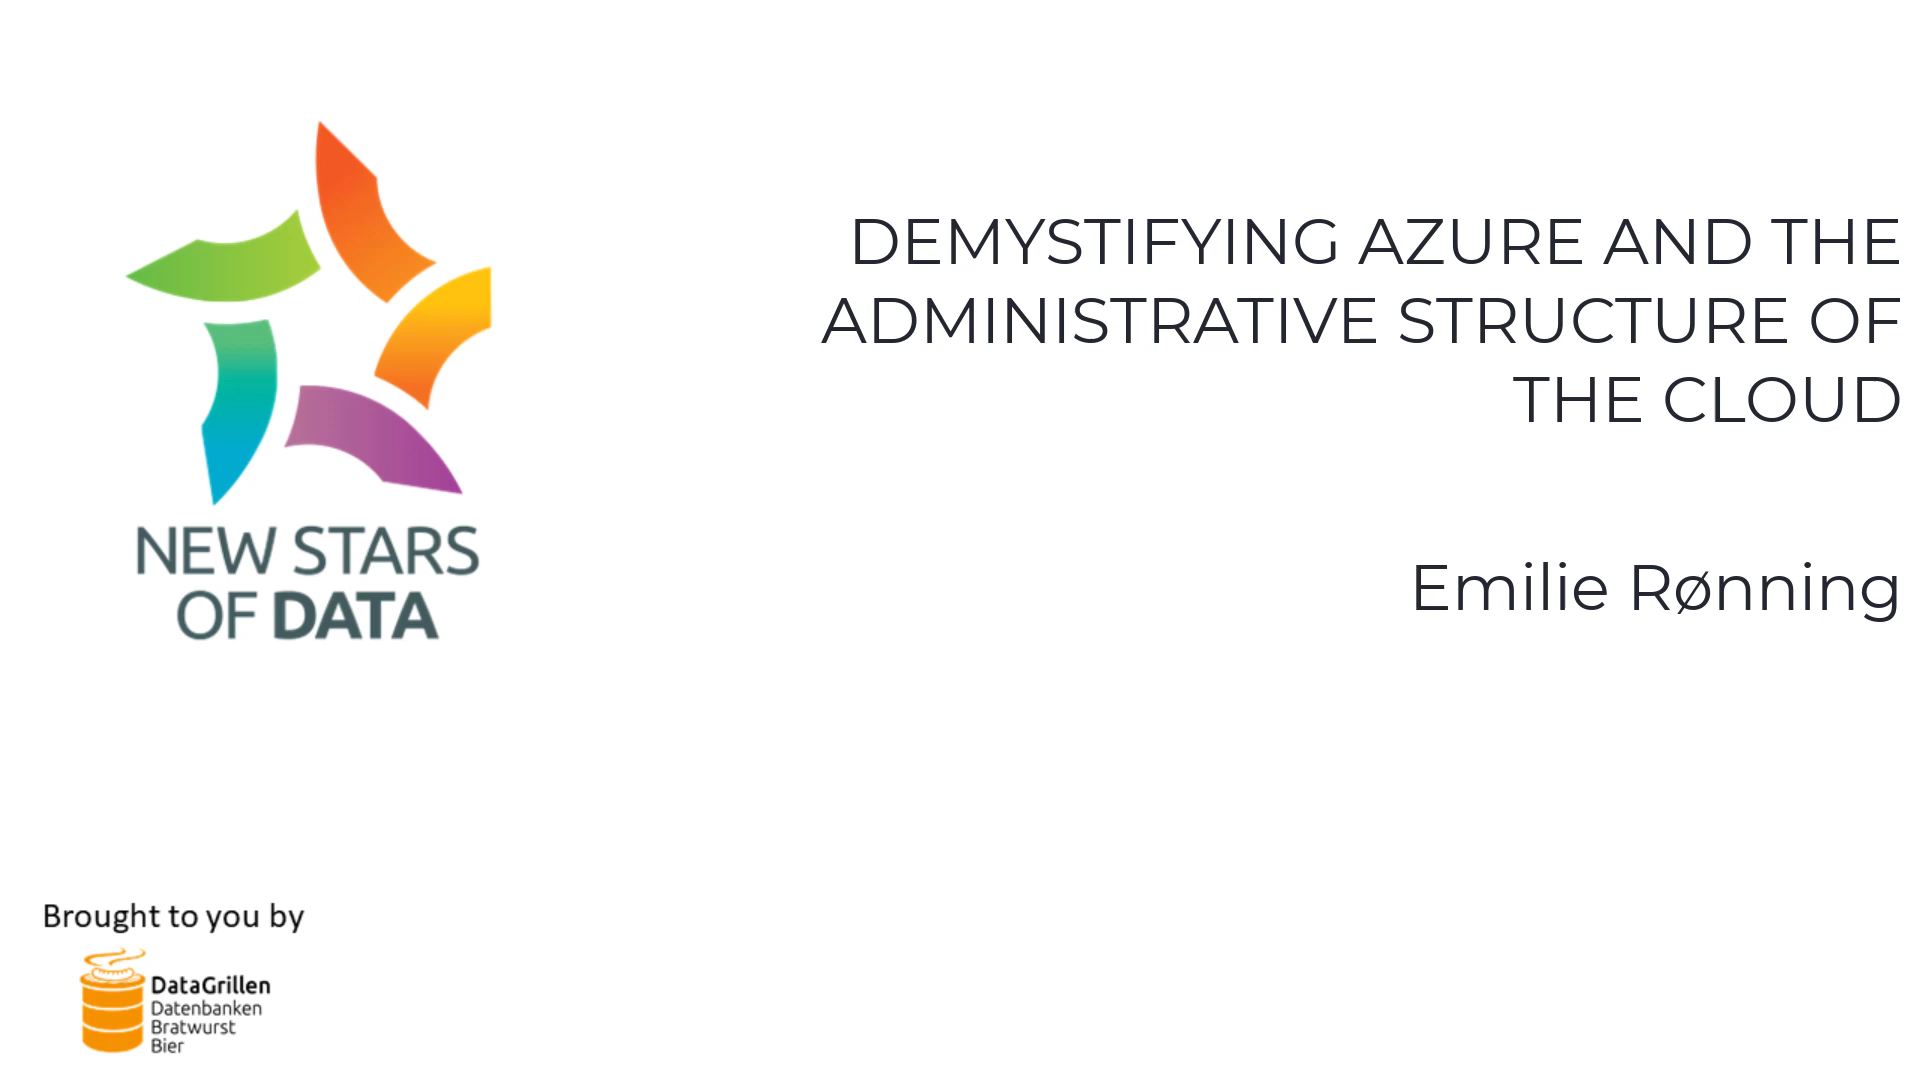 DEMYSTIFYING AZURE AND THE
ADMINISTRATIVE STRUCTURE OF
THE CLOUD
Emilie Rønning
NEW STARS
OF DATA
Brought to you by
DataGrillen
Datenbanken
Bratwurst
Bier